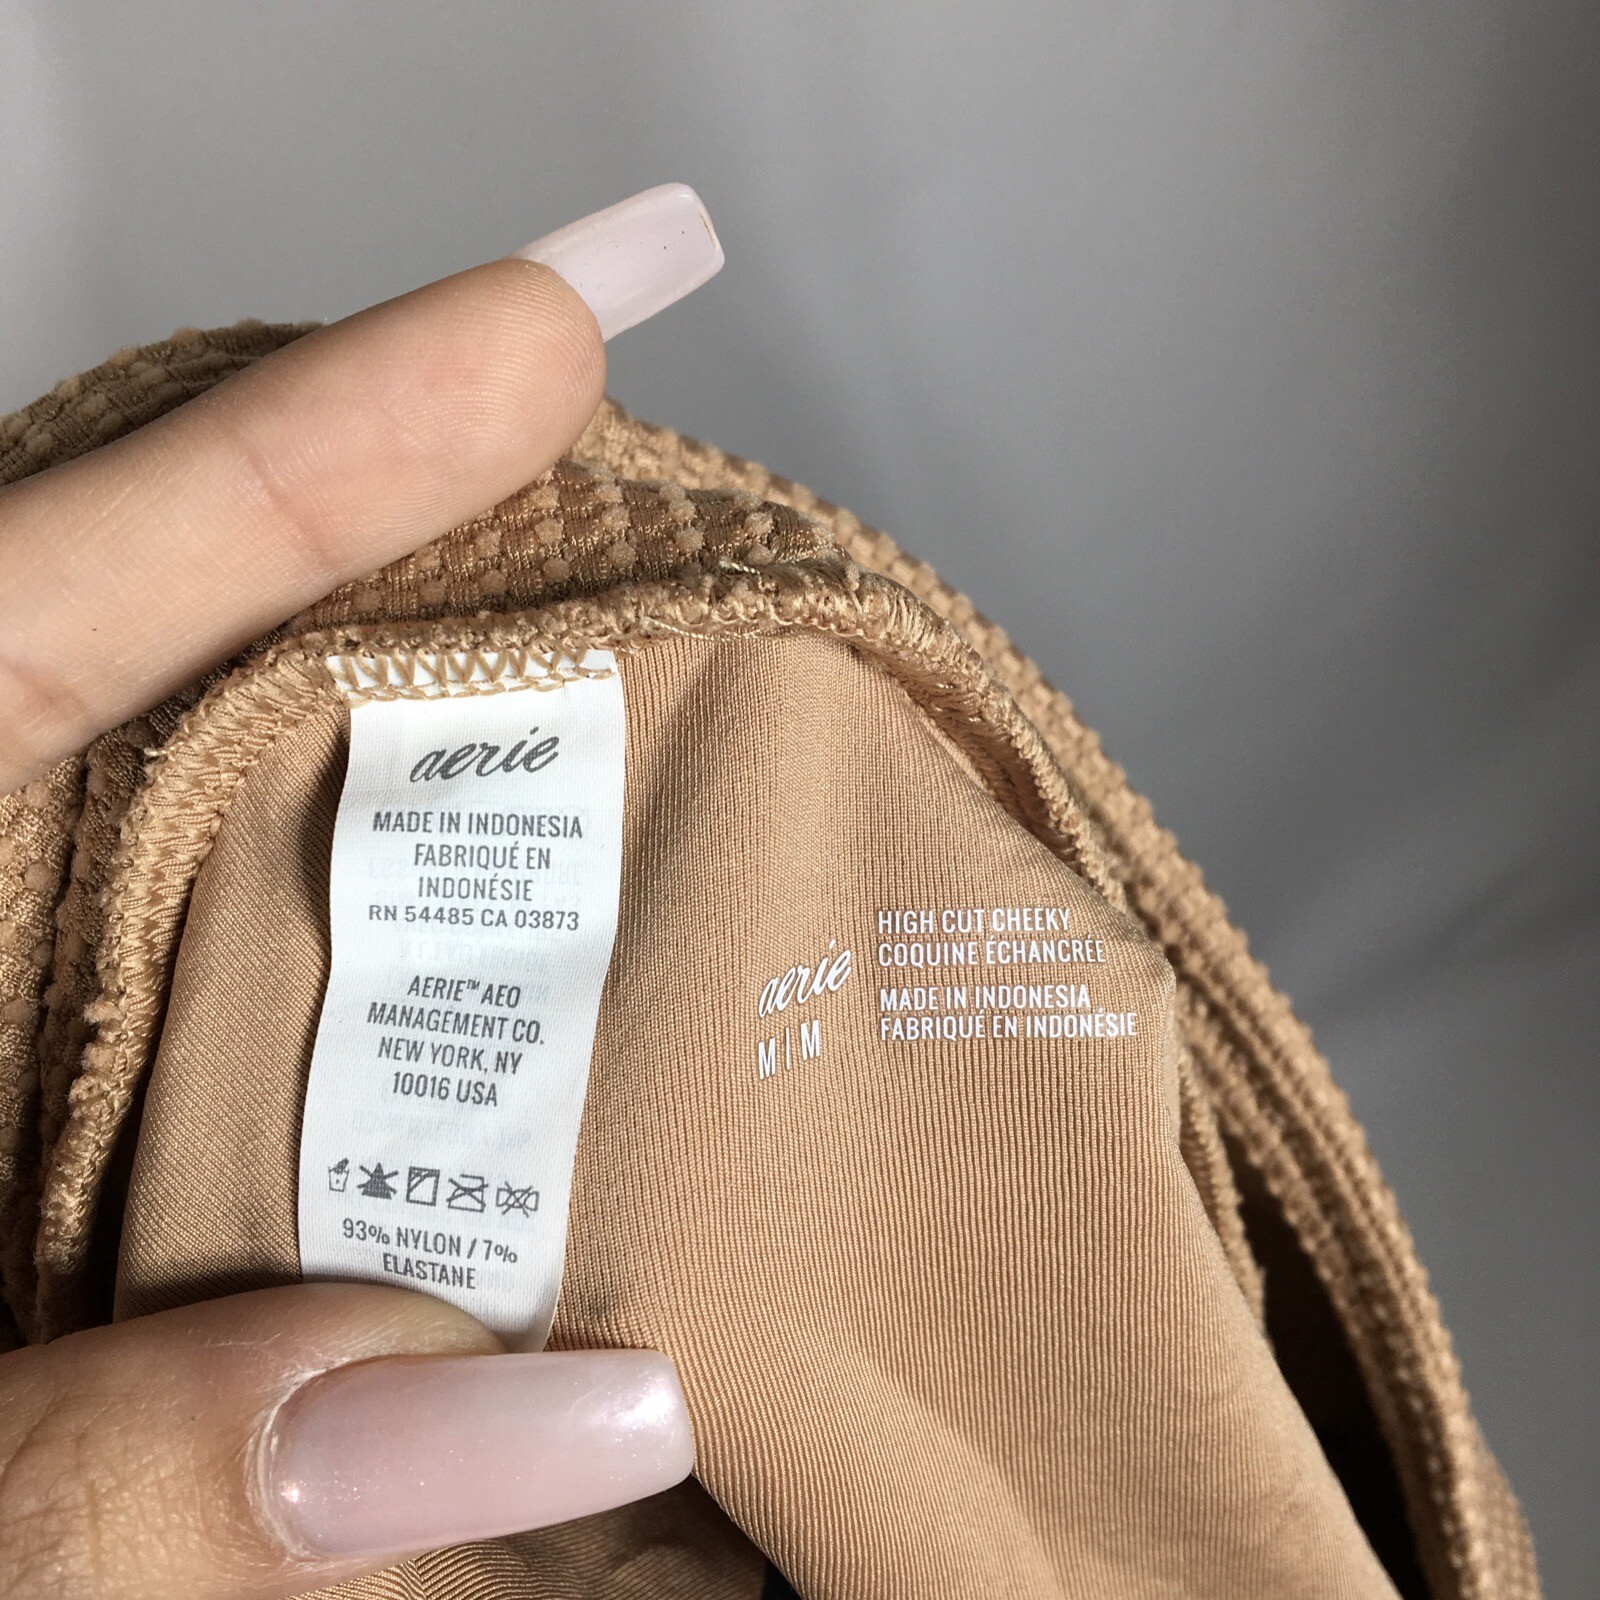 aerie
MADE IN INDONESIA
FABRIQUÉ EN
INDONÉSIE
RN 54485 CA 03873
AERIE™ AEO
MANAGEMENT CO.
NEW YORK, NY
10016 USA
93% NYLON / 7%
ELASTANE
aerie
M | M
HIGH CUT CHEEKY
COQUINE ÉCHANCRÉE
MADE IN INDONESIA
FABRIQUÉ EN INDONÉSIE